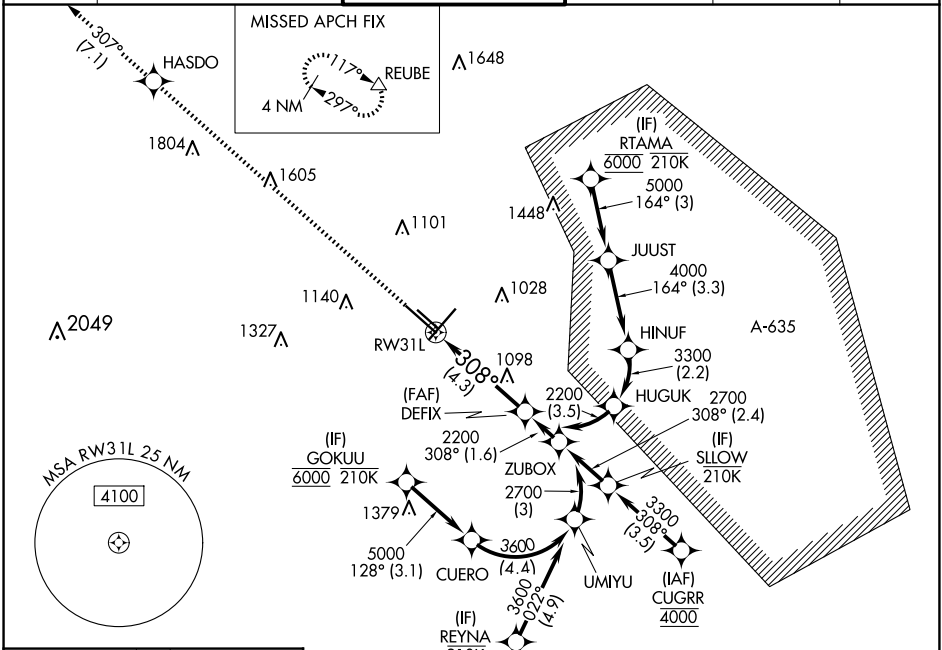 307°
(7.1)
HASDO
MISSED APCH FIX
117°
REUBE
4 NM
297°
1648
1804
1605
1448
1101
1028
1140
1327
2049
RW31L
1098
(IF)
RTAMA
6000 210K
5000
164° (3)
JUUST
4000
164° (3.3)
HINUF
A-635
3300
(2.2)
HUGUK
308°
(4.3)
(FAF)
DEFIX
2200
(3.5)
2700
308° (2.4)
2200
308° (1.6)
ZUBOX
(IF)
SLLOW
210K
(IF)
GOKUU
6000 210K
1379
5000
128° (3.1)
CUERO
3600
(4.4)
2700
(3)
UMIYU
3300
308°
(3.5)
(IAF)
CUGRR
4000
3600
022°
(4.9)
(IF)
REYNA
MSA RW31L 25 NM
4100